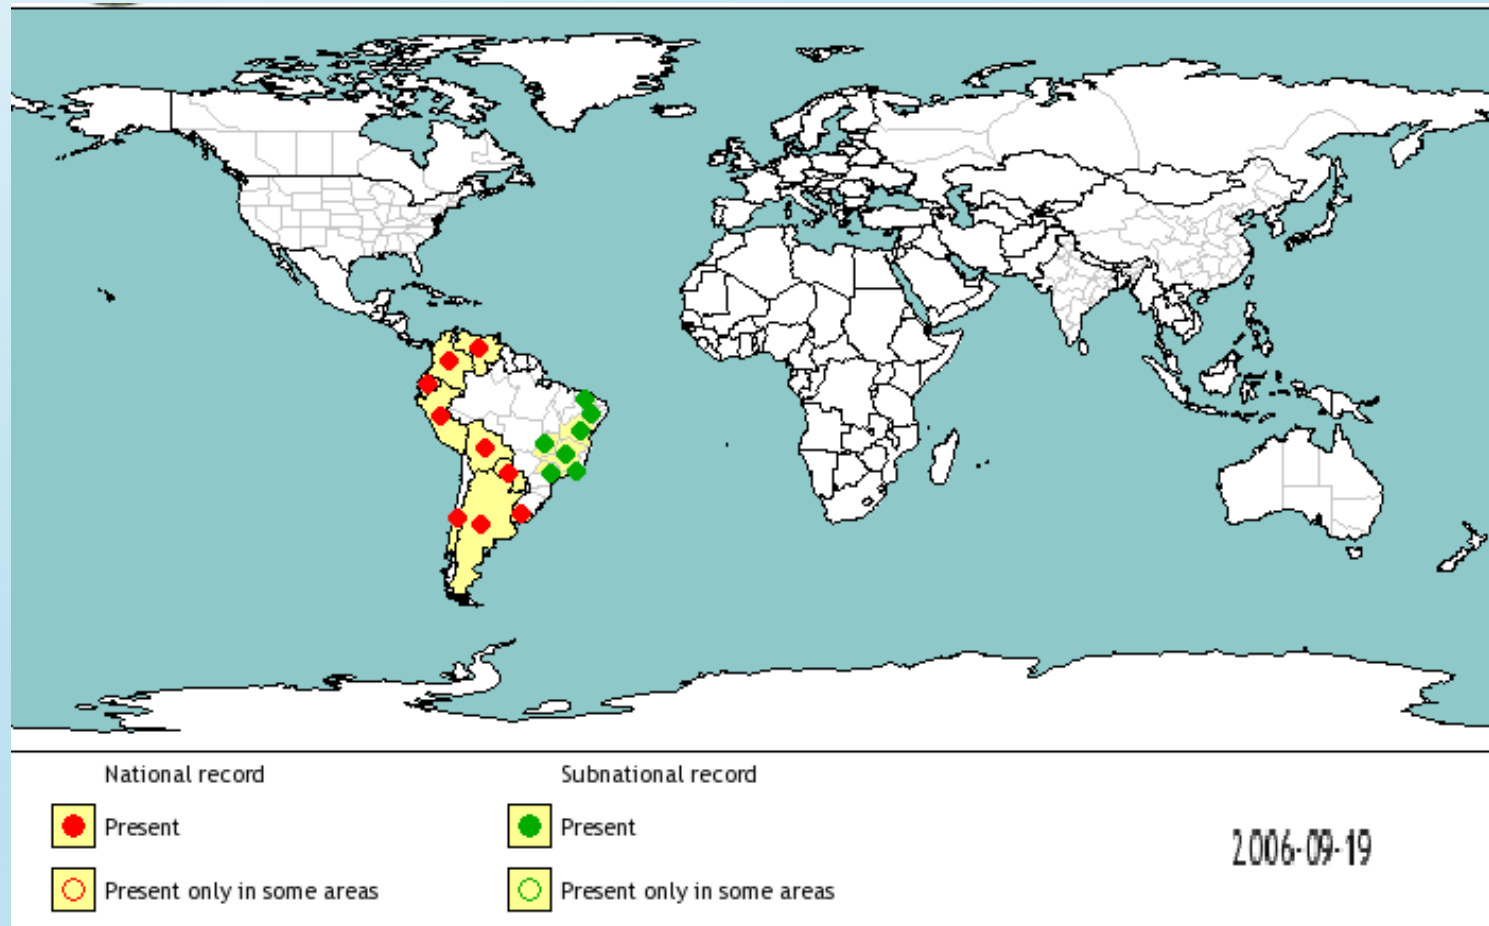 National record
Subnational record
Present
Present
2006-09-19
Present only in some areas
Present only in some areas